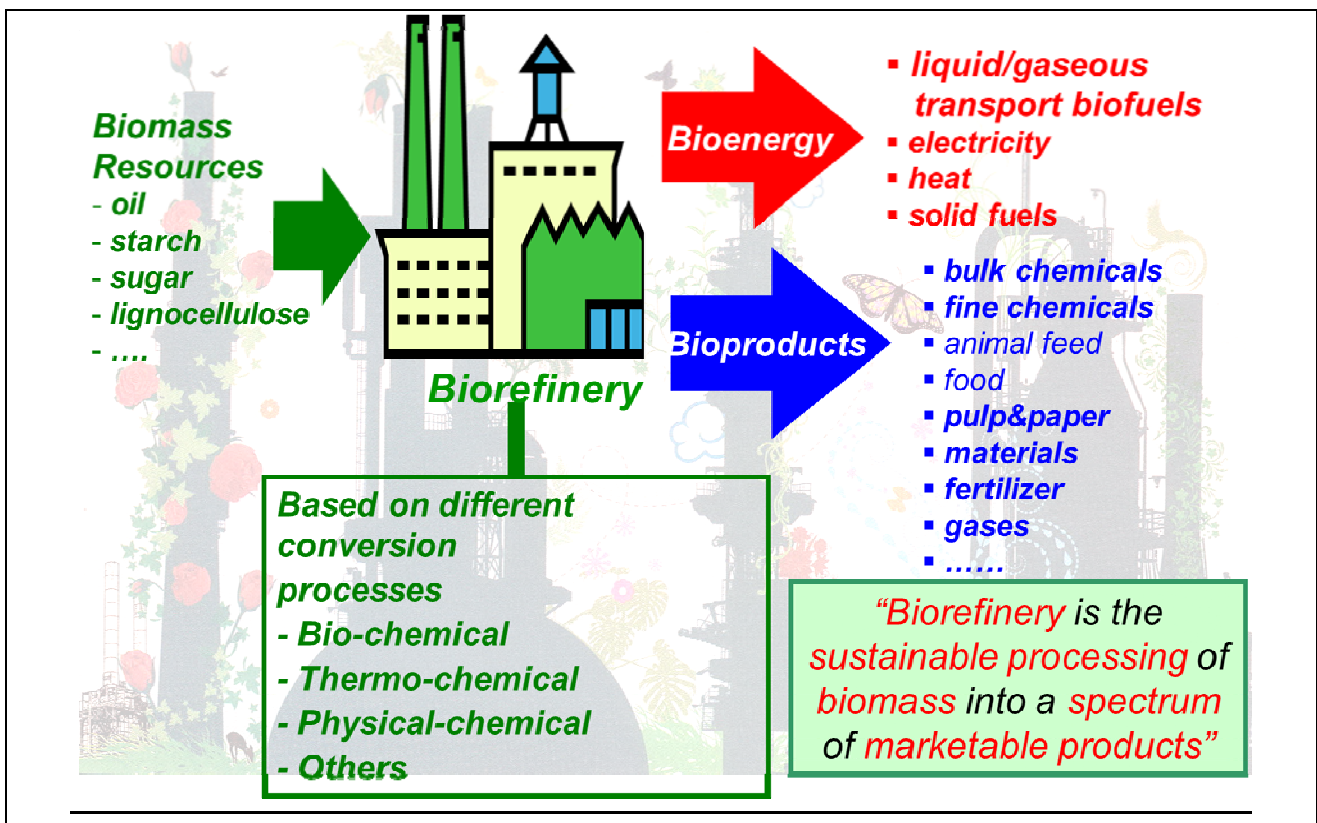 Biomass
Resources
- oil
- starch
- sugar
- lignocellulose
- ....
Biorefinery
Based on different
conversion
processes
- Bio-chemical
- Thermo-chemical
- Physical-chemical
- Others
Bioenergy
▪ liquid/gaseous
transport biofuels
▪ electricity
▪ heat
▪ solid fuels
Bioproducts
▪ bulk chemicals
▪ fine chemicals
▪ animal feed
▪ food
▪ pulp&paper
▪ materials
▪ fertilizer
▪ gases
▪ ......
“Biorefinery is the
sustainable processing of
biomass into a spectrum
of marketable products”